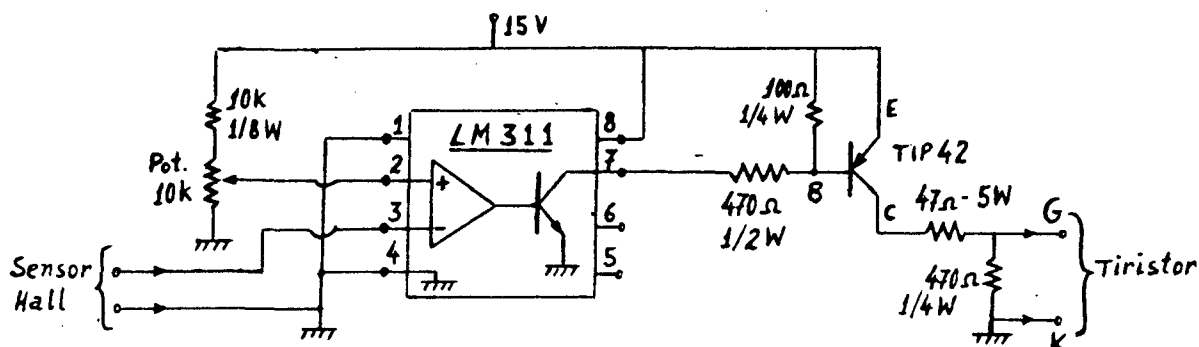 15 V
10k
1/8W
Pot.
10k
Sensor
Hall
LM311
1
2
3
4
8
7
6
5
+
-
470Ω
1/2W
100Ω
1/4W
B
E
TIP42
C
47Ω-5W
470Ω
1/4W
G
Tiristor
K